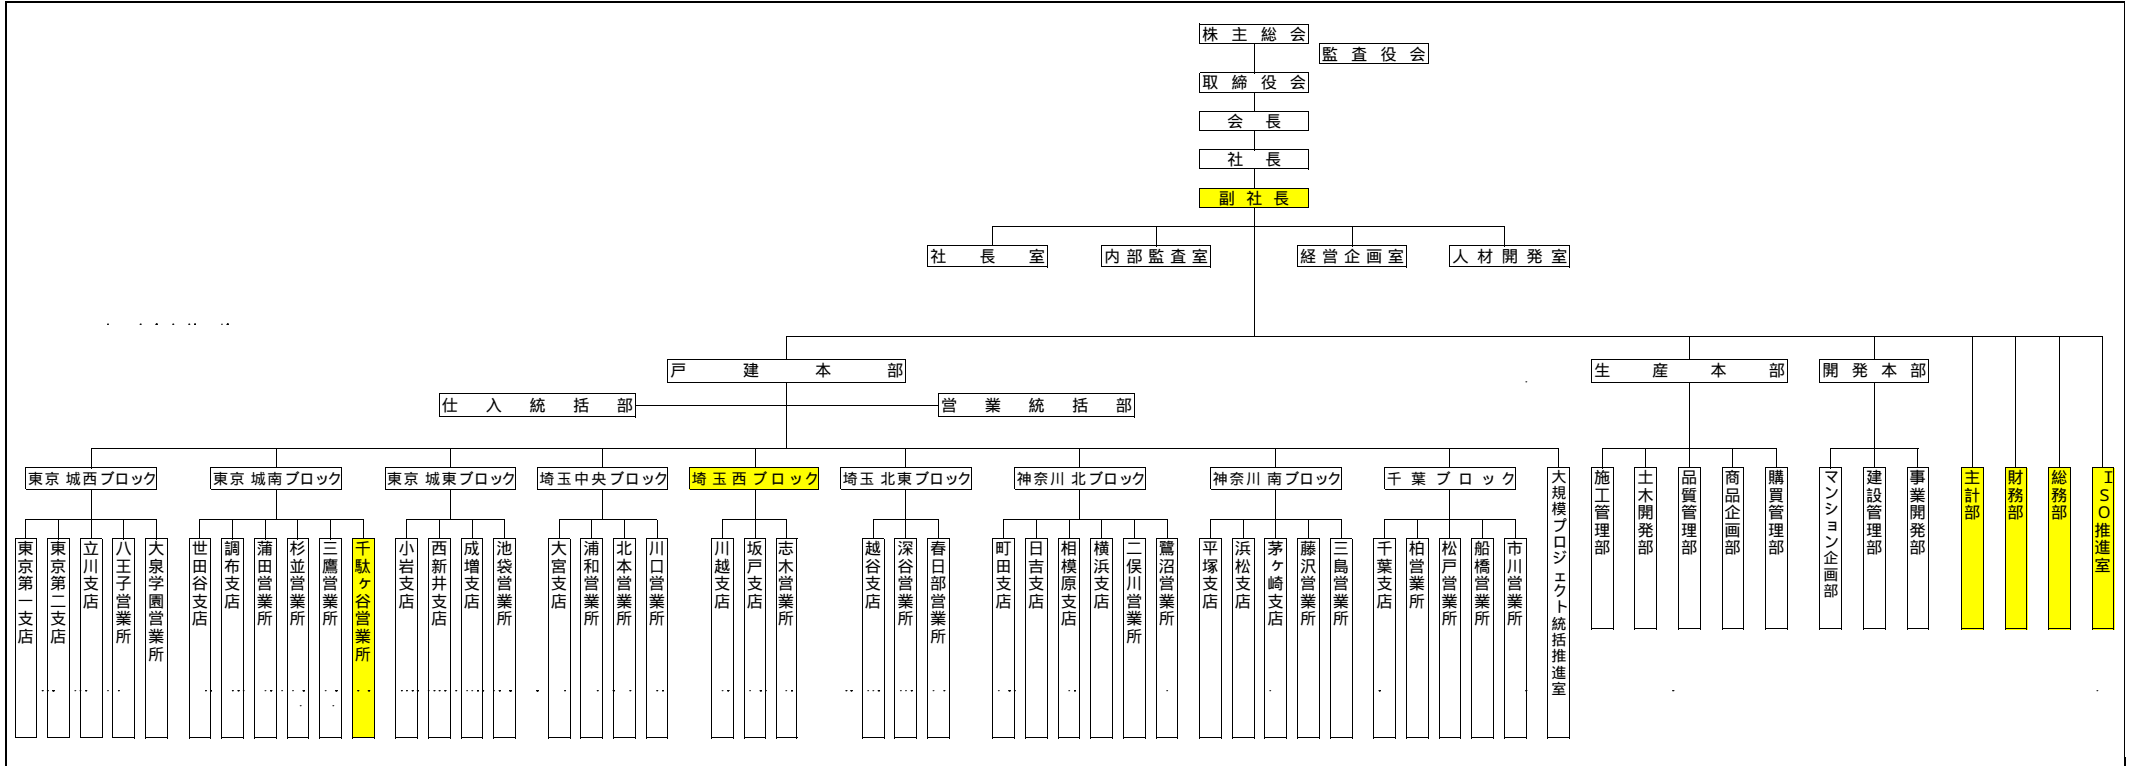 株主総会
監査役会
取締役会
会長
社長
副社長
社長室
内部監査室
経営企画室
人材開発室
戸建本部
生産本部
開発本部
仕入統括部
営業統括部
東京城西ブロック
東京城南ブロック
東京城東ブロック
埼玉中央ブロック
埼玉西ブロック
埼玉北東ブロック
神奈川北ブロック
神奈川南ブロック
千葉ブロック
大規模プロジェクト統括推進室
施工管理部
土木開発部
品質管理部
商品企画部
購買管理部
マンション企画部
建設管理部
事業開発部
主計部
財務部
総務部
ISO推進室
東京第一支店
東京第二支店
立川支店
八王子営業所
大泉学園営業所
世田谷支店
調布支店
蒲田営業所
杉並営業所
三鷹営業所
千駄ヶ谷営業所
小岩支店
西新井支店
成増支店
池袋営業所
大宮支店
浦和営業所
北本営業所
川口営業所
川越支店
坂戸支店
志木営業所
越谷支店
深谷営業所
春日部営業所
町田支店
日吉支店
相模原支店
横浜支店
二俣川営業所
鷺沼営業所
平塚支店
浜松支店
茅ヶ崎支店
藤沢営業所
三島営業所
千葉支店
柏営業所
松戸営業所
船橋営業所
市川営業所